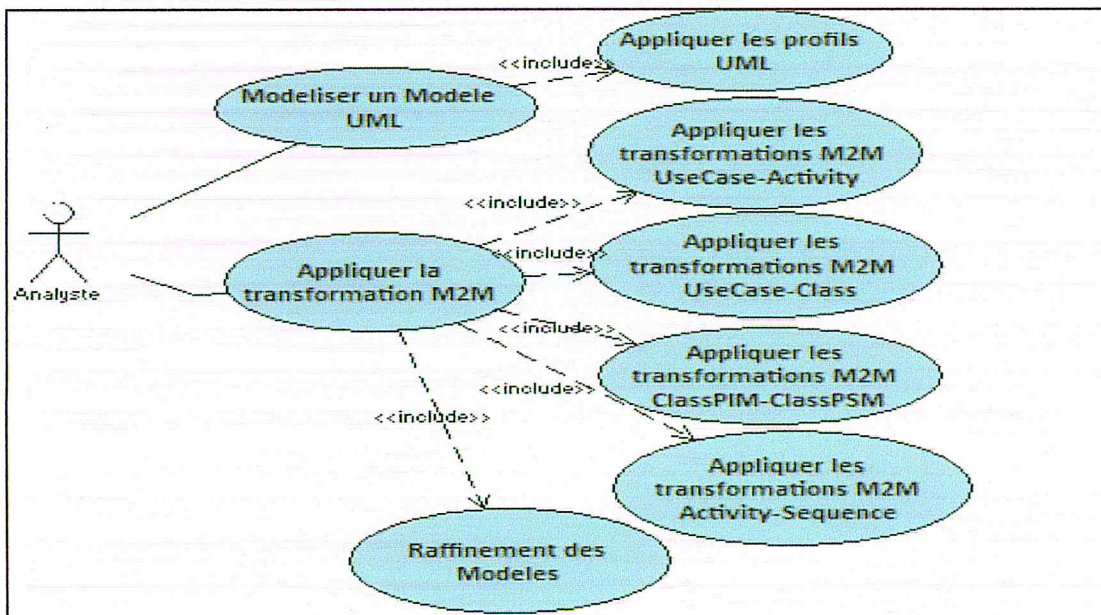 Appliquer les profils
UML
<<include>>
Modeliser un Modele
UML
Appliquer les
transformations M2M
UseCase-Activity
<<include>>
Analyste
Appliquer la
transformation M2M
<<include>>
Appliquer les
transformations M2M
UseCase-Class
<<include>>
Appliquer les
transformations M2M
ClassPIM-ClassPSM
<<include>>
<<include>>
Appliquer les
transformations M2M
Activity-Sequence
Raffinement des
Modeles